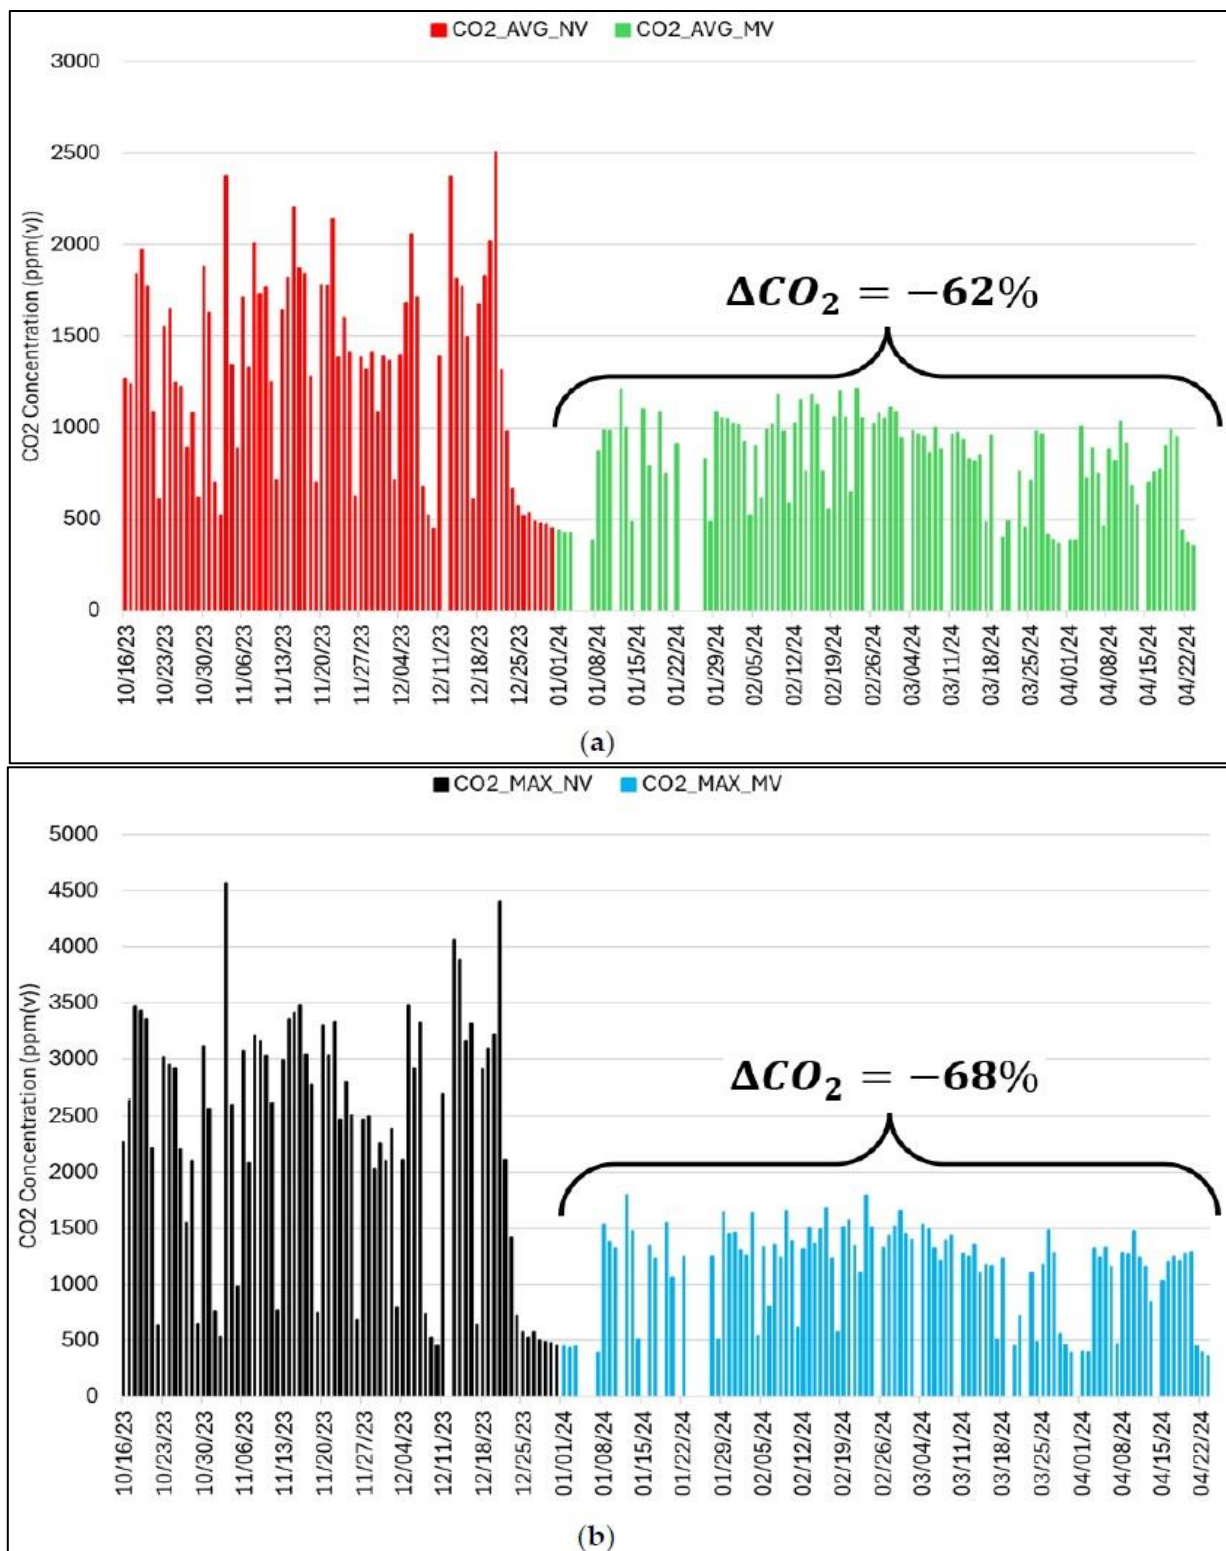 CO2_AVG_NV CO2_AVG_MV
3000
2500
2000
1500
1000
500
0
CO2 Concentration (ppm(v))
ΔCO₂ = −62%
10/16/23 10/23/23 10/30/23 11/06/23 11/13/23 11/20/23 11/27/23 12/04/23 12/11/23 12/18/23 12/25/23 01/01/24 01/08/24 01/15/24 01/22/24 01/29/24 02/05/24 02/12/24 02/19/24 02/26/24 03/04/24 03/11/24 03/18/24 03/25/24 04/01/24 04/08/24 04/15/24 04/22/24
(a)
CO2_MAX_NV CO2_MAX_MV
5000
4500
4000
3500
3000
2500
2000
1500
1000
500
0
CO2 Concentration (ppm(v))
ΔCO₂ = −68%
10/16/23 10/23/23 10/30/23 11/06/23 11/13/23 11/20/23 11/27/23 12/04/23 12/11/23 12/18/23 12/25/23 01/01/24 01/08/24 01/15/24 01/22/24 01/29/24 02/05/24 02/12/24 02/19/24 02/26/24 03/04/24 03/11/24 03/18/24 03/25/24 04/01/24 04/08/24 04/15/24 04/22/24
(b)